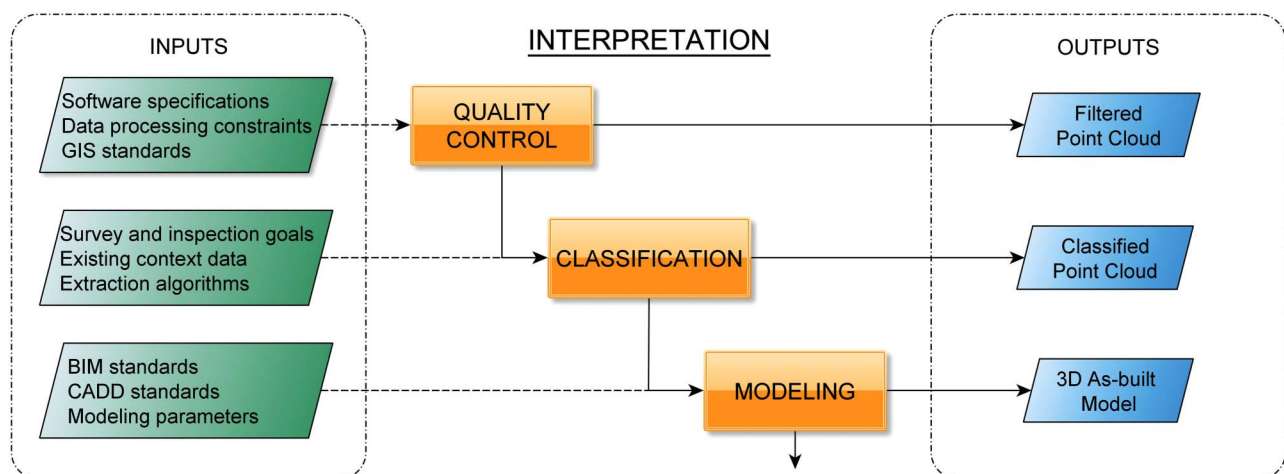 INPUTS
INTERPRETATION
OUTPUTS
Software specifications
Data processing constraints
GIS standards
QUALITY
CONTROL
Filtered
Point Cloud
Survey and inspection goals
Existing context data
Extraction algorithms
CLASSIFICATION
Classified
Point Cloud
BIM standards
CADD standards
Modeling parameters
MODELING
3D As-built
Model